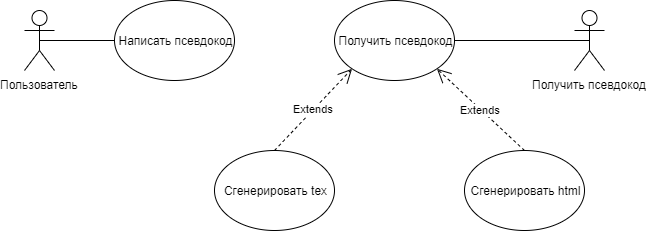 Написать псевдокод
Получить псевдокод
Пользователь
Получить псевдокод
Extends
Extends
Сгенерировать tex
Сгенерировать html